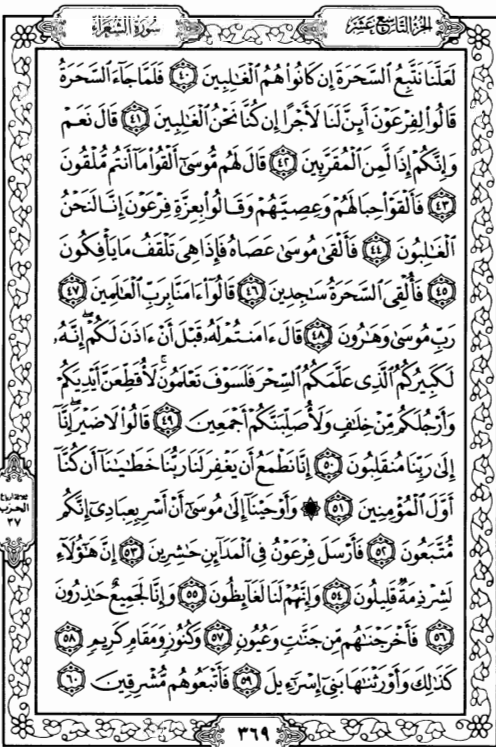 الجزء التاسع عشر
سورة الشعراء
لَعَلَّنَا نَتَّبِعُ ٱلسَّحَرَةَ إِن كَانُوا۟ هُمُ ٱلْغَـٰلِبِينَ ٤٠ فَلَمَّا جَآءَ ٱلسَّحَرَةُ
قَالُوا۟ لِفِرْعَوْنَ أَئِنَّ لَنَا لَأَجْرًا إِن كُنَّا نَحْنُ ٱلْغَـٰلِبِينَ ٤١ قَالَ نَعَمْ
وَإِنَّكُمْ إِذًا لَّمِنَ ٱلْمُقَرَّبِينَ ٤٢ قَالَ لَهُم مُّوسَىٰٓ أَلْقُوا۟ مَآ أَنتُم مُّلْقُونَ
٤٣ فَأَلْقَوْا۟ حِبَالَهُمْ وَعِصِيَّهُمْ وَقَالُوا۟ بِعِزَّةِ فِرْعَوْنَ إِنَّا لَنَحْنُ
ٱلْغَـٰلِبُونَ ٤٤ فَأَلْقَىٰ مُوسَىٰ عَصَاهُ فَإِذَا هِىَ تَلْقَفُ مَا يَأْفِكُونَ
٤٥ فَأُلْقِىَ ٱلسَّحَرَةُ سَـٰجِدِينَ ٤٦ قَالُوٓا۟ ءَامَنَّا بِرَبِّ ٱلْعَـٰلَمِينَ ٤٧
رَبِّ مُوسَىٰ وَهَـٰرُونَ ٤٨ قَالَ ءَامَنتُمْ لَهُۥ قَبْلَ أَنْ ءَاذَنَ لَكُمْ ۖ إِنَّهُۥ
لَكَبِيرُكُمُ ٱلَّذِى عَلَّمَكُمُ ٱلسِّحْرَ فَلَسَوْفَ تَعْلَمُونَ ۚ لَأُقَطِّعَنَّ أَيْدِيَكُمْ
وَأَرْجُلَكُم مِّنْ خِلَـٰفٍ وَلَأُصَلِّبَنَّكُمْ أَجْمَعِينَ ٤٩ قَالُوا۟ لَا ضَيْرَ ۖ إِنَّآ
إِلَىٰ رَبِّنَا مُنقَلِبُونَ ٥٠ إِنَّا نَطْمَعُ أَن يَغْفِرَ لَنَا رَبُّنَا خَطَـٰيَـٰنَآ أَن كُنَّآ
أَوَّلَ ٱلْمُؤْمِنِينَ ٥١ ۞ وَأَوْحَيْنَآ إِلَىٰ مُوسَىٰٓ أَنْ أَسْرِ بِعِبَادِىٓ إِنَّكُم
مُّتَّبَعُونَ ٥٢ فَأَرْسَلَ فِرْعَوْنُ فِى ٱلْمَدَآئِنِ حَـٰشِرِينَ ٥٣ إِنَّ هَـٰٓؤُلَآءِ
لَشِرْذِمَةٌ قَلِيلُونَ ٥٤ وَإِنَّهُمْ لَنَا لَغَآئِظُونَ ٥٥ وَإِنَّا لَجَمِيعٌ حَـٰذِرُونَ
٥٦ فَأَخْرَجْنَـٰهُم مِّن جَنَّـٰتٍ وَعُيُونٍ ٥٧ وَكُنُوزٍ وَمَقَامٍ كَرِيمٍ ٥٨
كَذَٰلِكَ وَأَوْرَثْنَـٰهَا بَنِىٓ إِسْرَٰٓءِيلَ ٥٩ فَأَتْبَعُوهُم مُّشْرِقِينَ ٦٠
الحزب
٣٧
٣٦٩